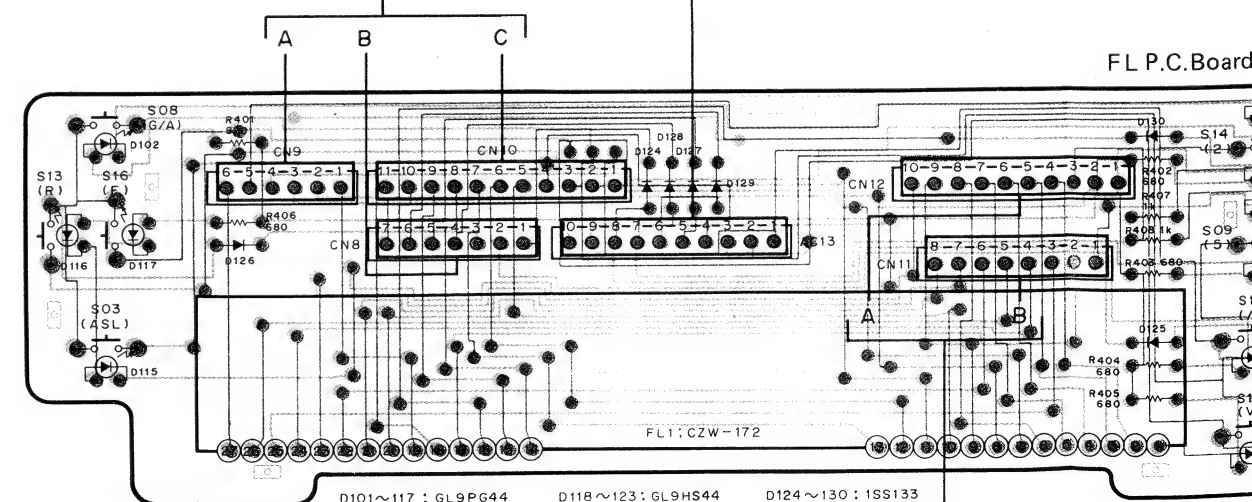 A B C
FL P.C.Board
S08
(G/A)
D102
R401
CN9
6-5-4-3-2-1
CN10
11-10-9-8-7-6-5-4-3-2-1
D128
D124 D127
D129
CN12
10-9-8-7-6-5-4-3-2-1
D130
S14
(2)
R402
680
R407
1k
R408 1k
S09
(5)
R403 680
S13
(R)
S16
(F)
D116
D117
R406
680
D126
CN8
7-6-5-4-3-2-1
10-9-8-7-6-5-4-3-2-1
CN11
8-7-6-5-4-3-2-1
A B
S03
(ASL)
D115
D125
R404
680
R405
680
FL1:CZW-172
D101~117 : GL9PG44
D118~123 : GL9HS44
D124~130 : 1SS133